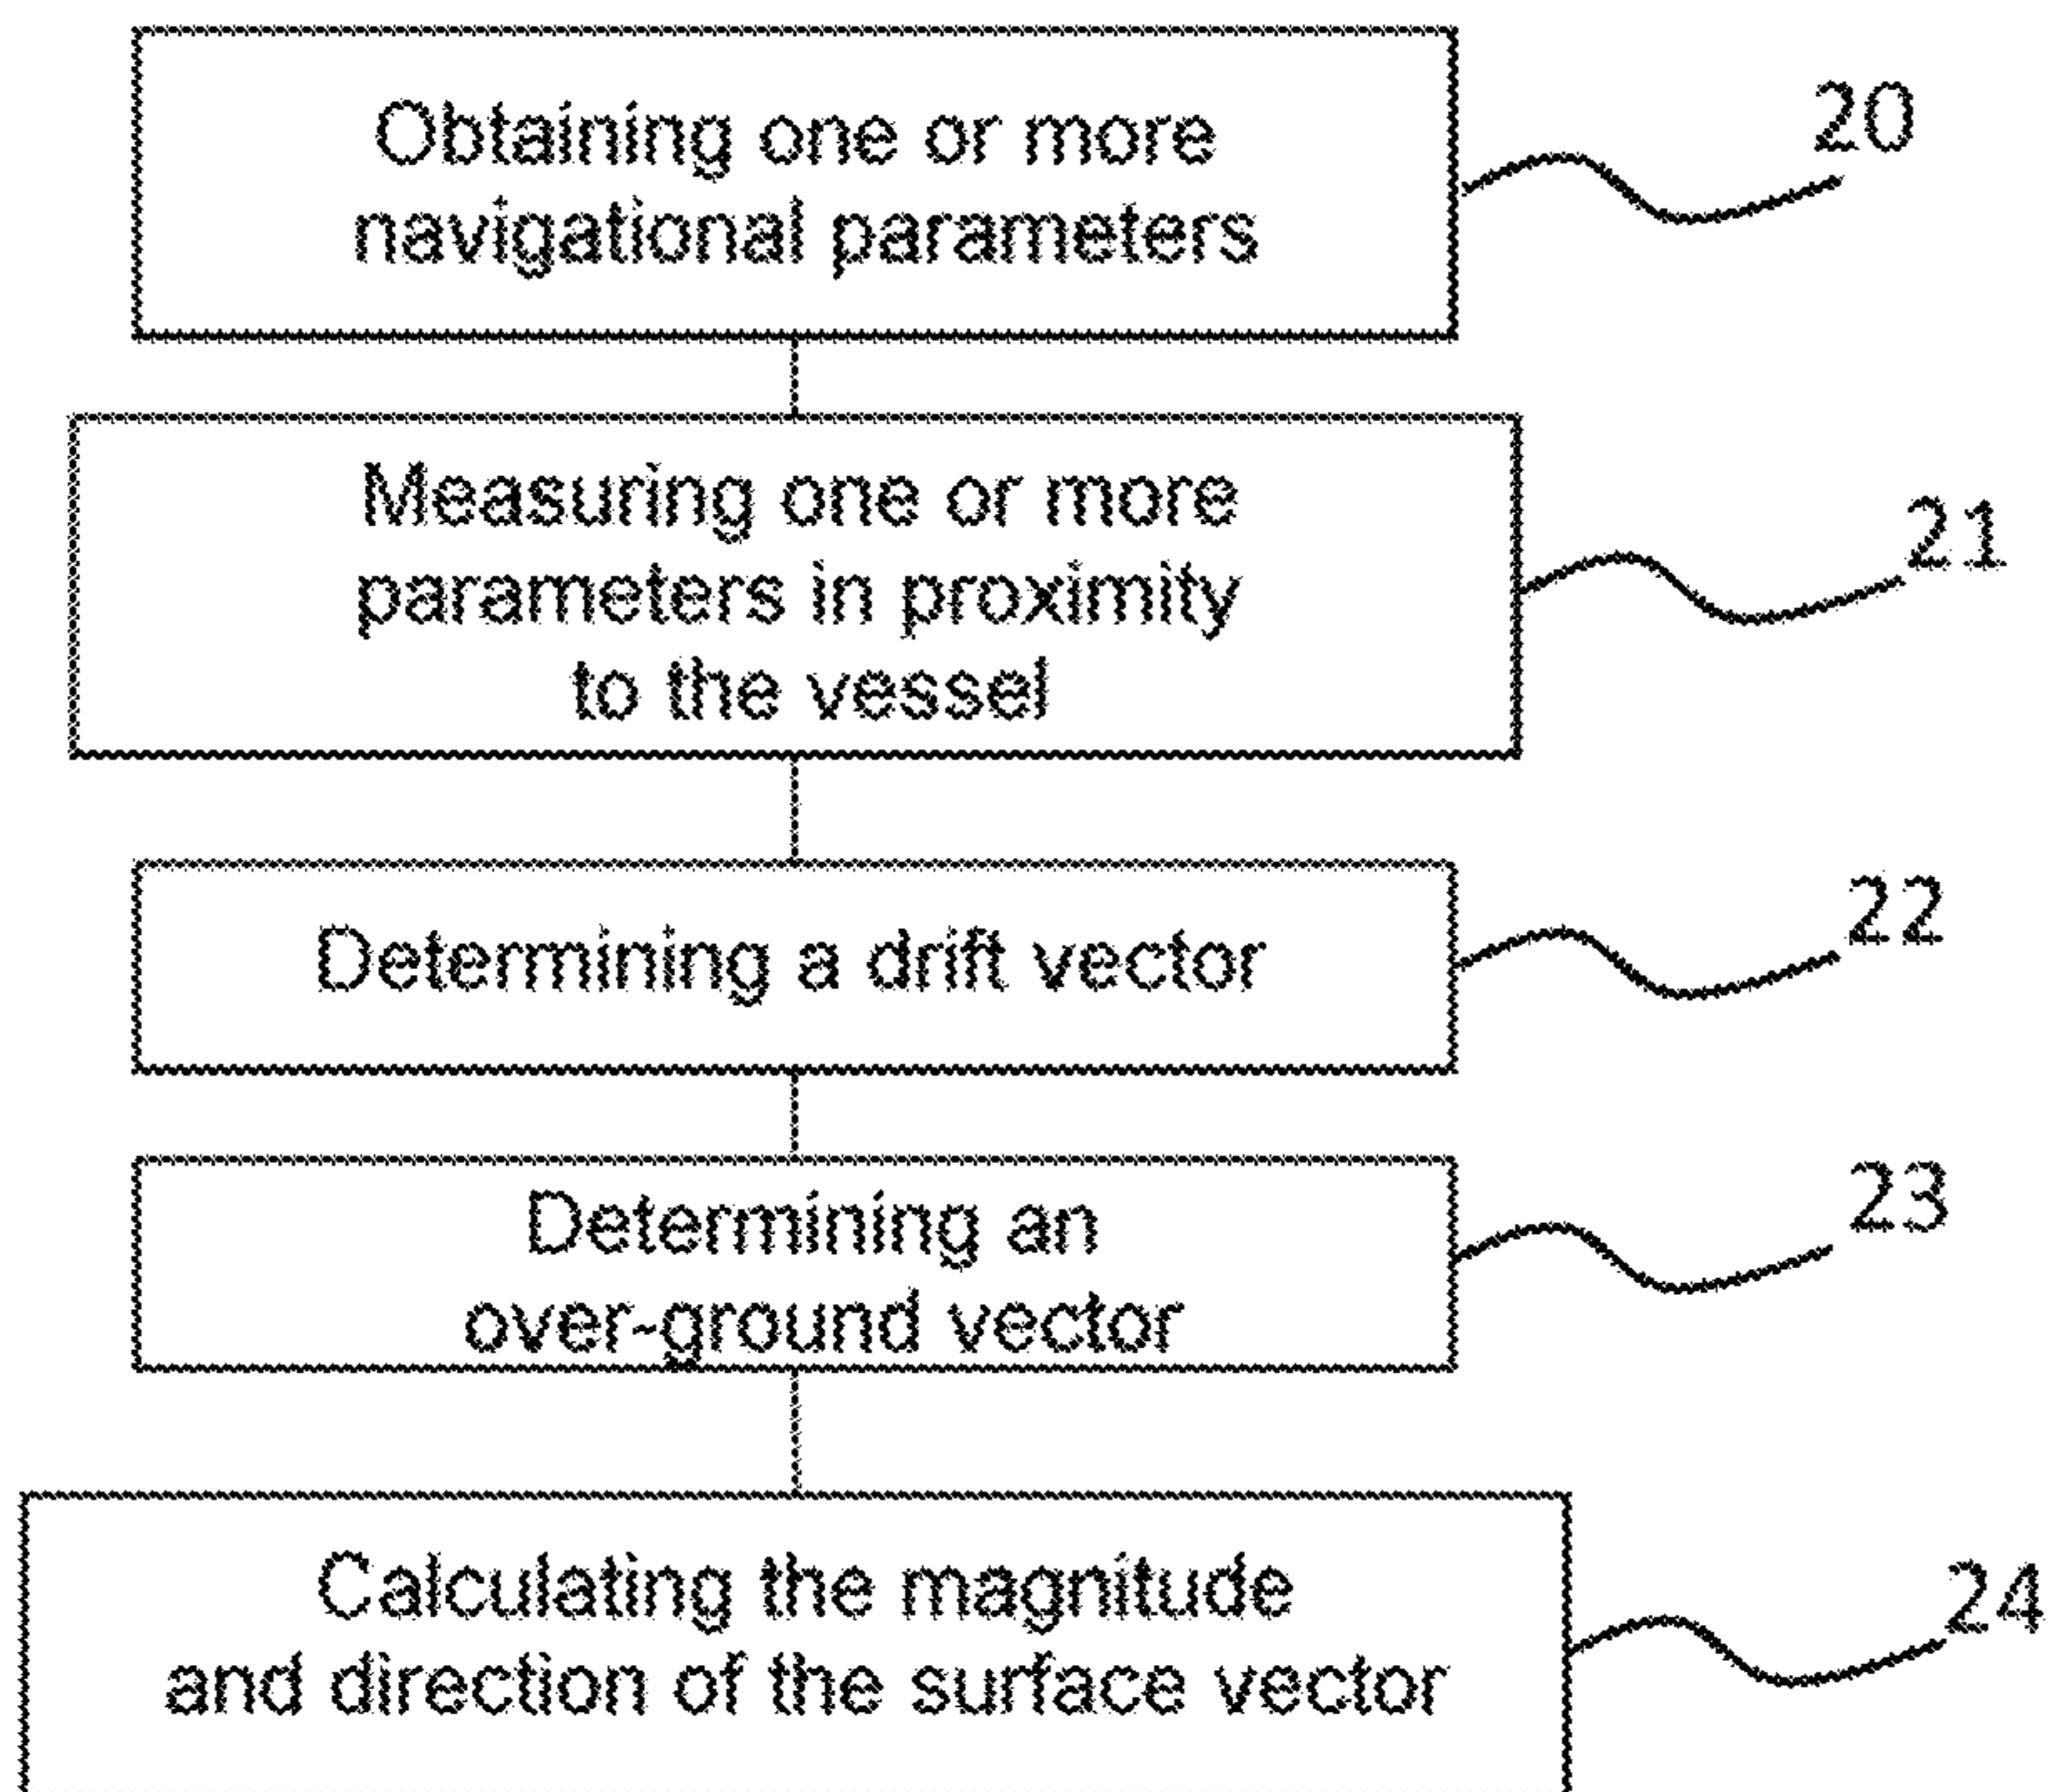 Obtaining one or more
navigational parameters
20
Measuring one or more
parameters in proximity
to the vessel
21
Determining a drift vector
22
Determining an
over-ground vector
23
Calculating the magnitude
and direction of the surface vector
24